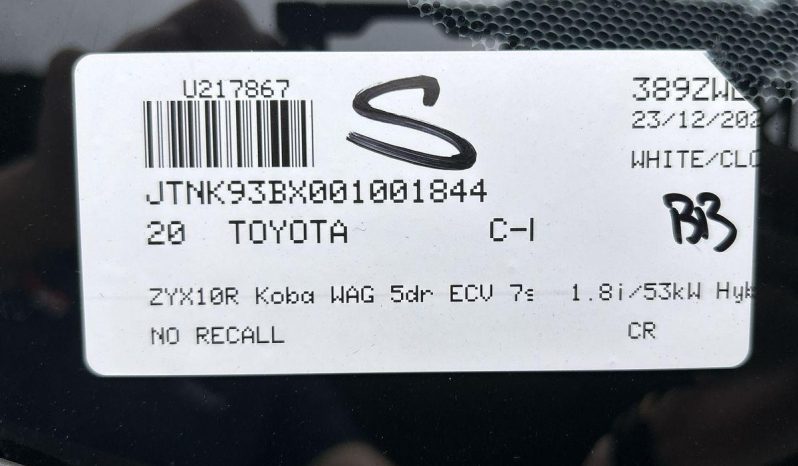 U217867
S
389ZWL
23/12/202
WHITE/CLO
JTNK93BX001001844
20 TOYOTA C-
B13
ZYX10R Koba WAG 5dr ECV 7s 1.8i/53kW Hyb
NO RECALL CR